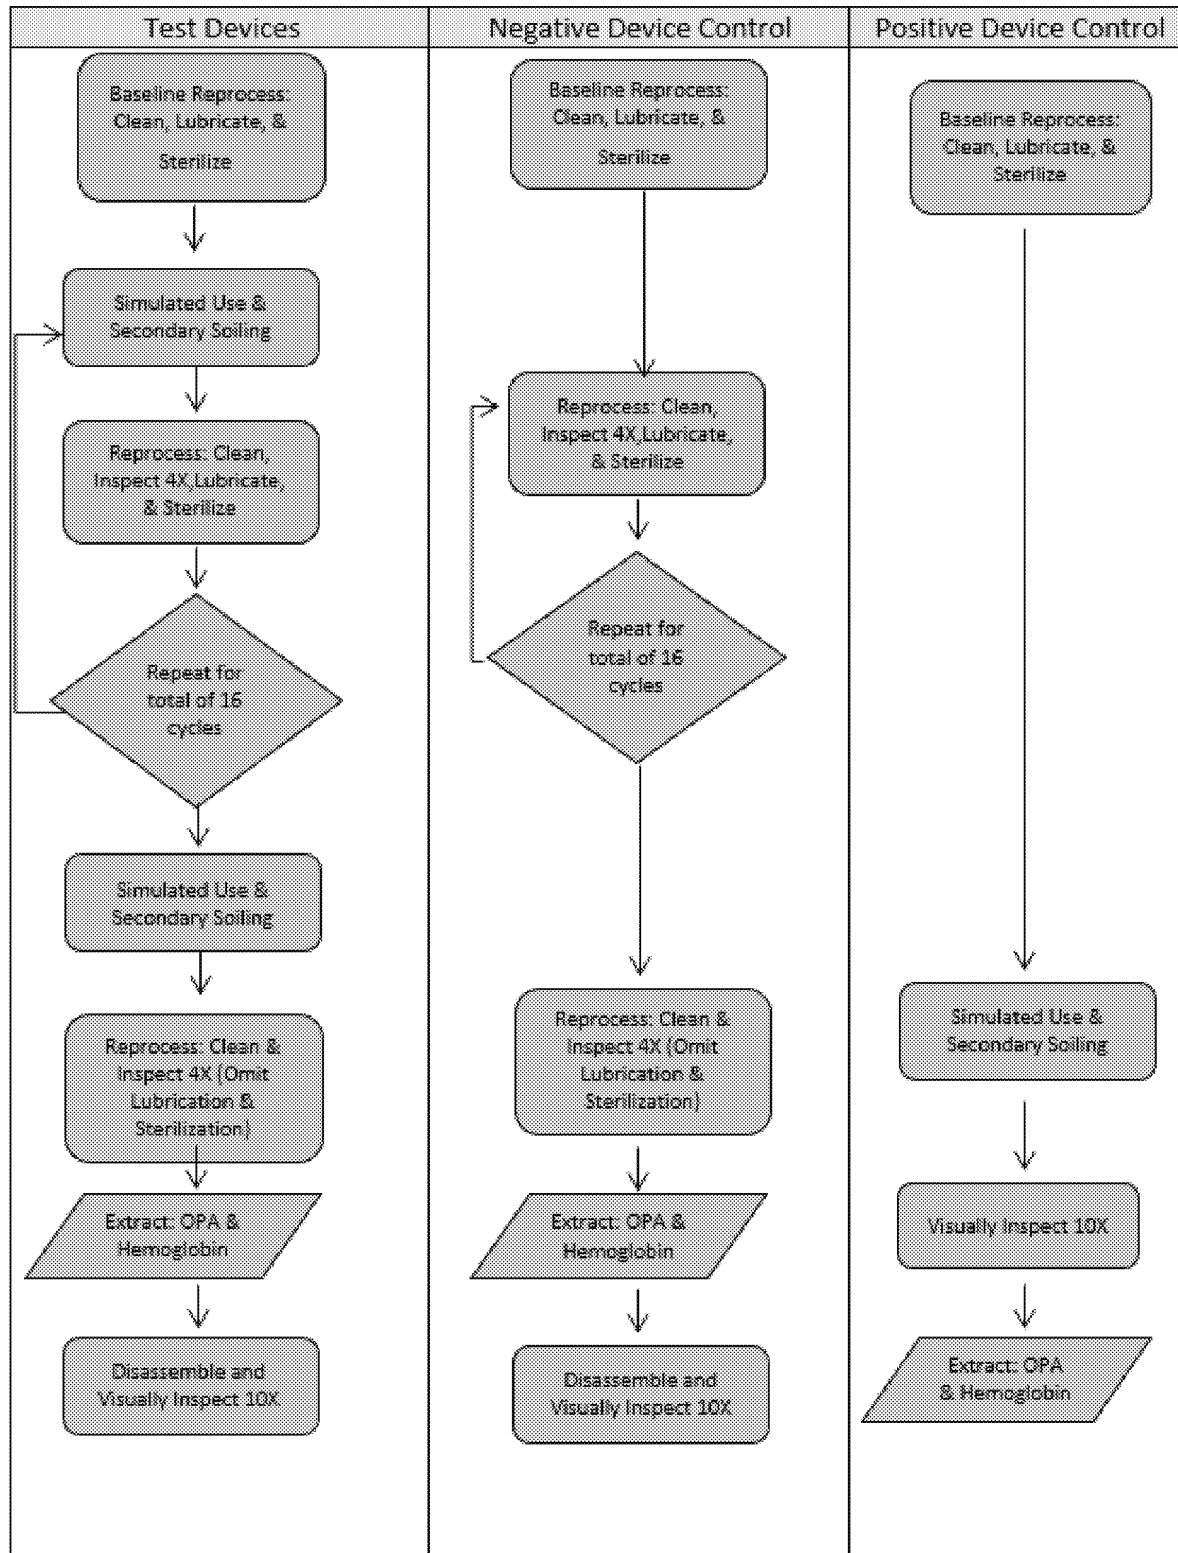 Test Devices
Baseline Reprocess:
Clean, Lubricate, &
Sterilize
Simulated Use &
Secondary Soiling
Reprocess: Clean,
Inspect 4X,Lubricate,
& Sterilize
Repeat for
total of 16
cycles
Simulated Use &
Secondary Soiling
Reprocess: Clean &
Inspect 4X (Omit
Lubrication &
Sterilization)
Extract: OPA &
Hemoglobin
Disassemble and
Visually Inspect 10X
Negative Device Control
Baseline Reprocess:
Clean, Lubricate, &
Sterilize
Reprocess: Clean,
Inspect 4X,Lubricate,
& Sterilize
Repeat for
total of 16
cycles
Reprocess: Clean &
Inspect 4X (Omit
Lubrication &
Sterilization)
Extract: OPA &
Hemoglobin
Disassemble and
Visually Inspect 10X
Positive Device Control
Baseline Reprocess:
Clean, Lubricate, &
Sterilize
Simulated Use &
Secondary Soiling
Visually Inspect 10X
Extract: OPA
& Hemoglobin